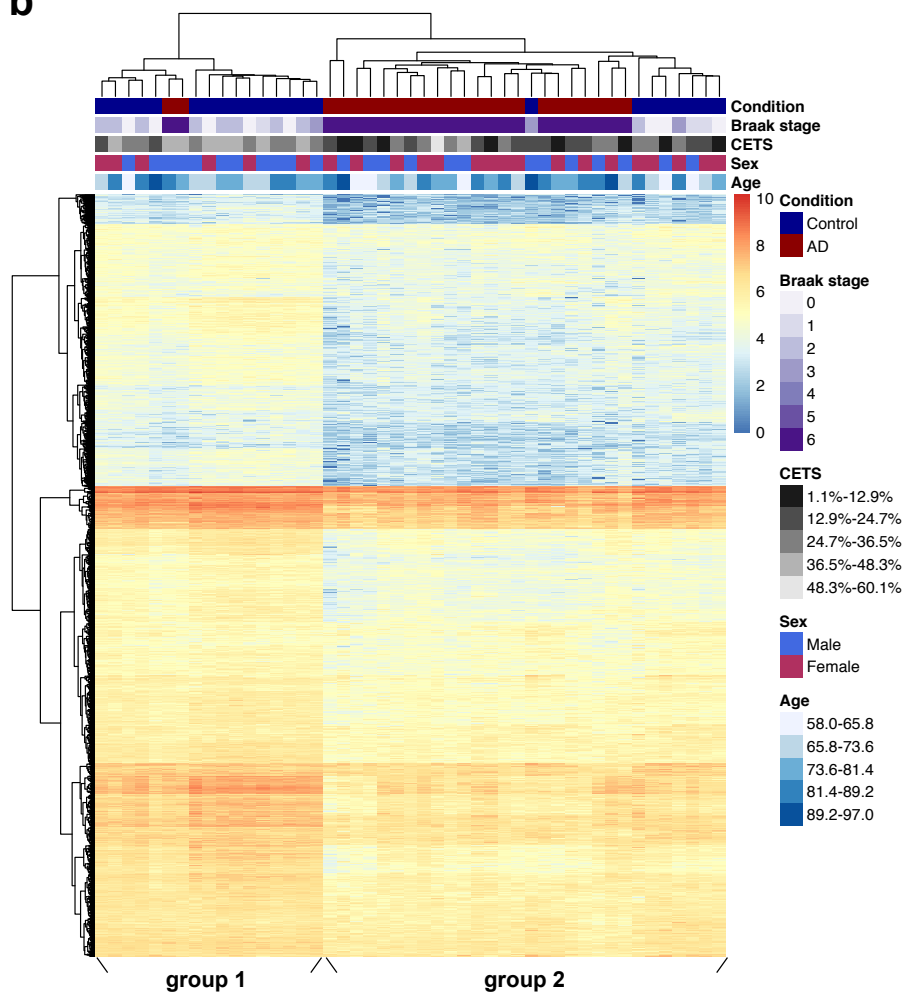 b
Condition
Braak stage
CETS
Sex
Age
10
8
6
4
2
0
Condition
Control
AD
Braak stage
0
1
2
3
4
5
6
CETS
1.1%-12.9%
12.9%-24.7%
24.7%-36.5%
36.5%-48.3%
48.3%-60.1%
Sex
Male
Female
Age
58.0-65.8
65.8-73.6
73.6-81.4
81.4-89.2
89.2-97.0
group 1
group 2